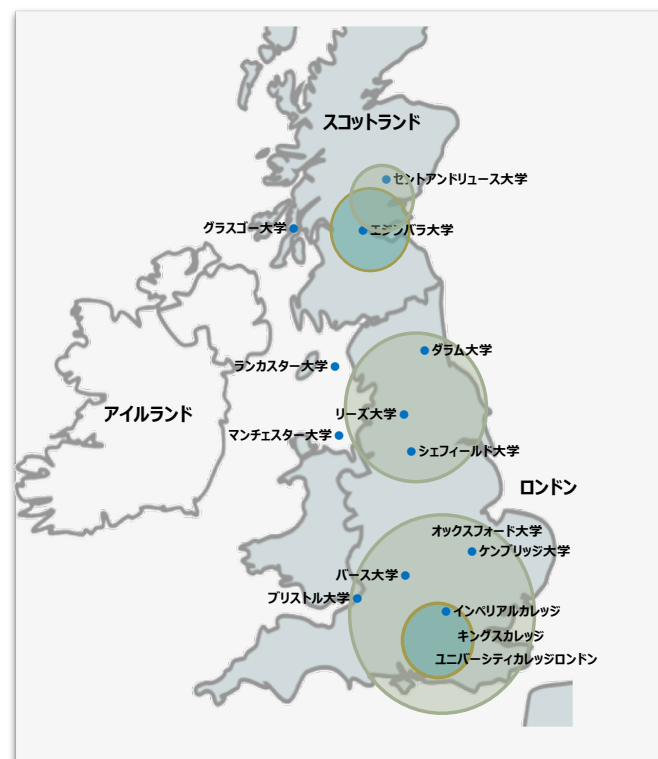 スコットランド
セントアンドリュース大学
グラスゴー大学
エジンバラ大学
ダラム大学
ランカスター大学
アイルランド
リーズ大学
マンチェスター大学
シェフィールド大学
ロンドン
オックスフォード大学
ケンブリッジ大学
バース大学
ブリストル大学
インペリアルカレッジ
キングスカレッジ
ユニバーシティカレッジロンドン